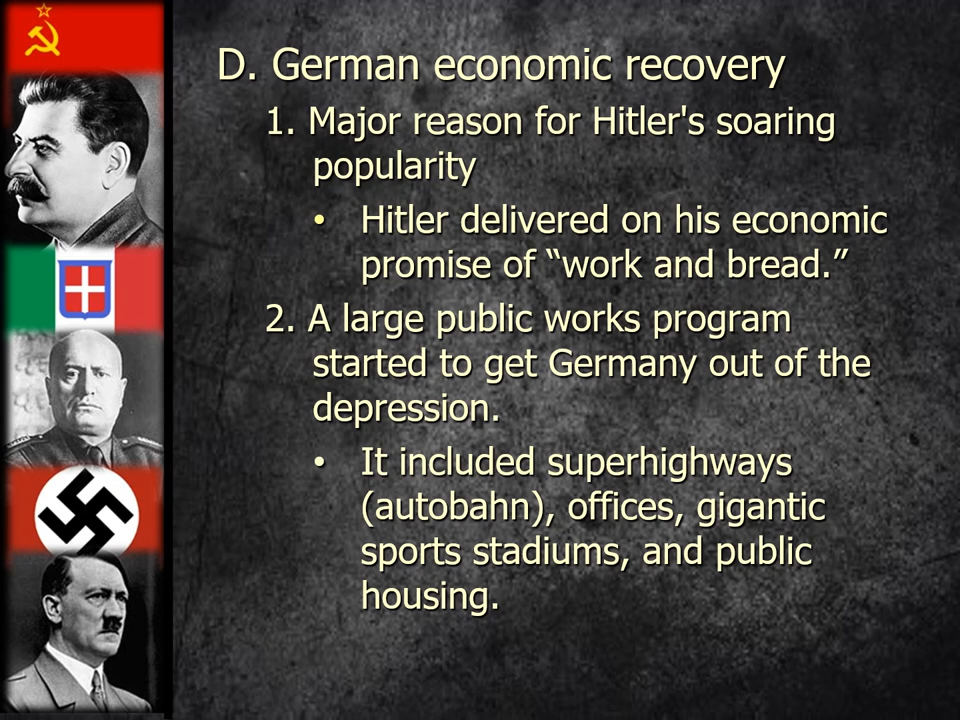 D. German economic recovery
1. Major reason for Hitler's soaring
popularity
• Hitler delivered on his economic
promise of “work and bread.”
2. A large public works program
started to get Germany out of the
depression.
• It included superhighways
(autobahn), offices, gigantic
sports stadiums, and public
housing.